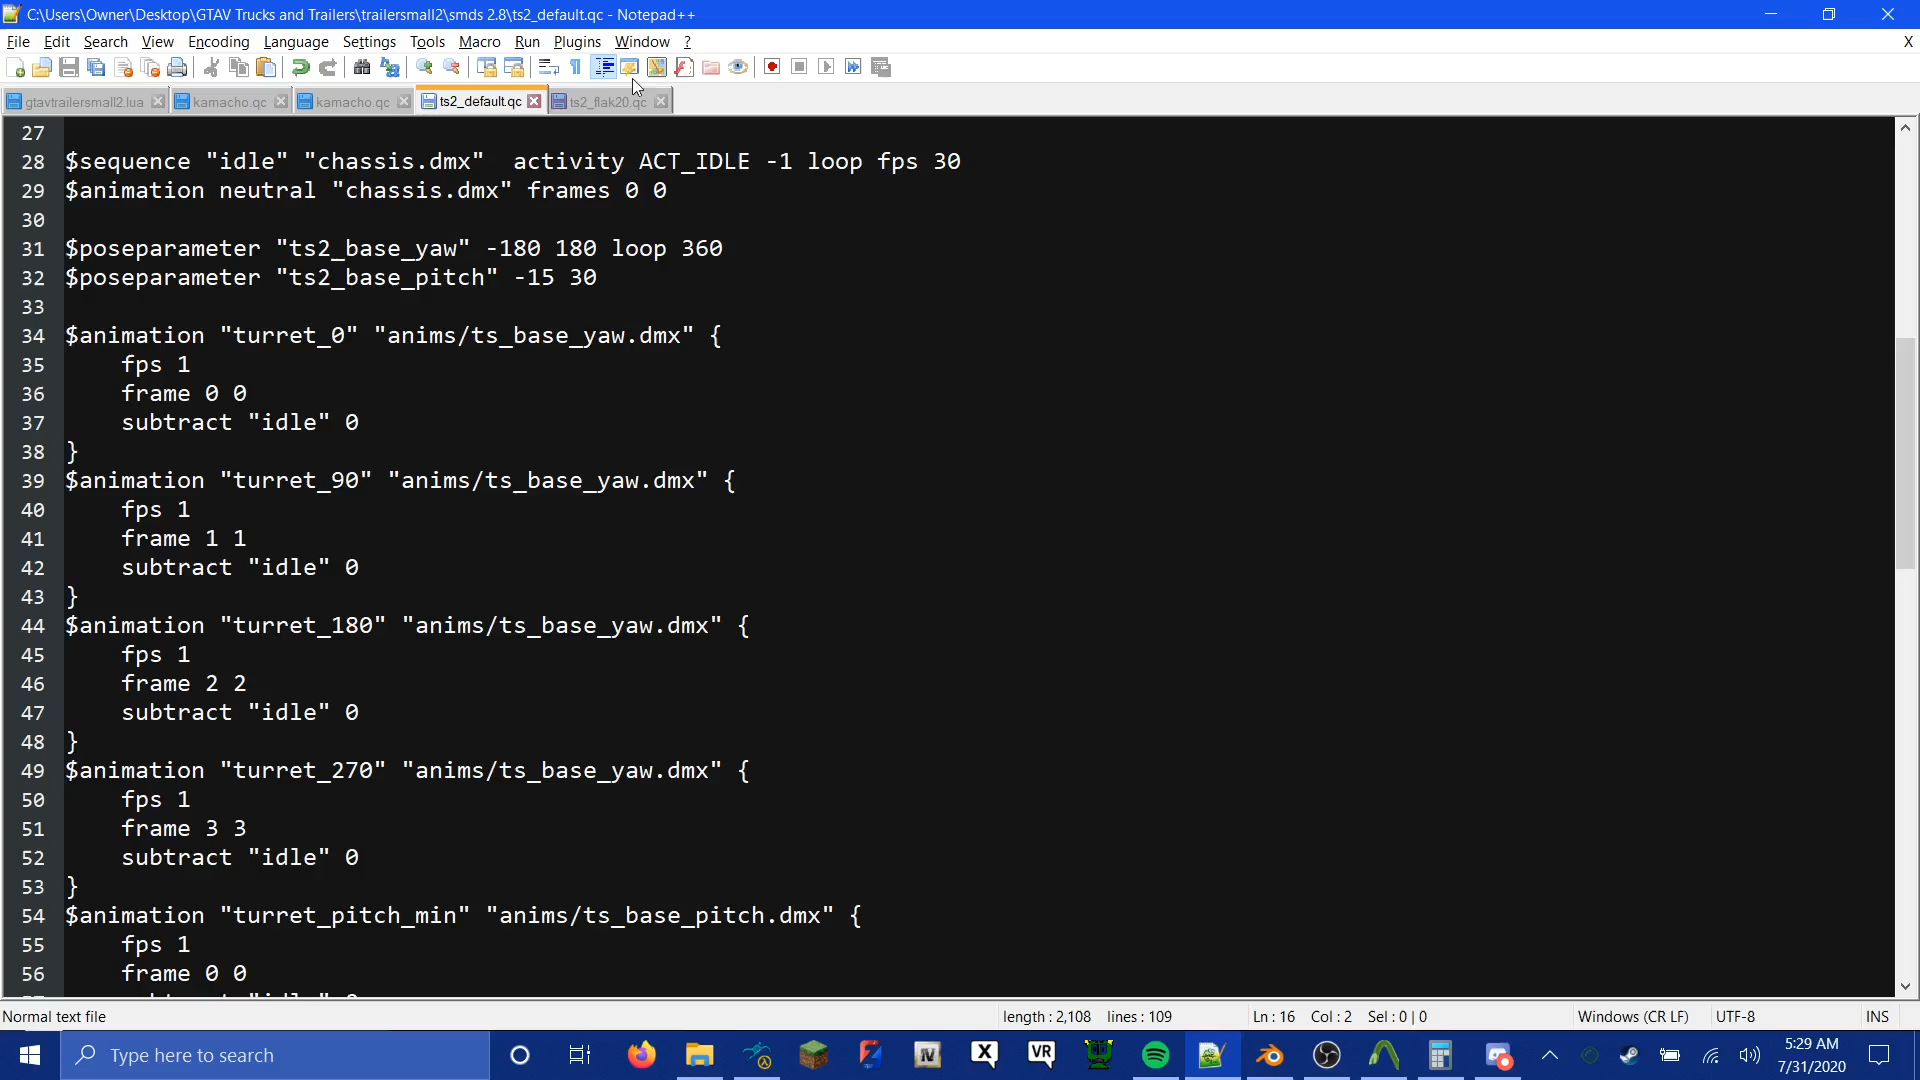 C:\Users\Owner\Desktop\GTAV Trucks and Trailers\trailersmall2\smds 2.8\ts2_default.qc - Notepad++
File Edit Search View Encoding Language Settings Tools Macro Run Plugins Window ? X
gtavtrailersmall2.lua kamacho.qc kamacho.qc ts2_default.qc ts2_flak20.qc
27
28 $sequence "idle" "chassis.dmx"  activity ACT_IDLE -1 loop fps 30
29 $animation neutral "chassis.dmx" frames 0 0
30
31 $poseparameter "ts2_base_yaw" -180 180 loop 360
32 $poseparameter "ts2_base_pitch" -15 30
33
34 $animation "turret_0" "anims/ts_base_yaw.dmx" {
35     fps 1
36     frame 0 0
37     subtract "idle" 0
38 }
39 $animation "turret_90" "anims/ts_base_yaw.dmx" {
40     fps 1
41     frame 1 1
42     subtract "idle" 0
43 }
44 $animation "turret_180" "anims/ts_base_yaw.dmx" {
45     fps 1
46     frame 2 2
47     subtract "idle" 0
48 }
49 $animation "turret_270" "anims/ts_base_yaw.dmx" {
50     fps 1
51     frame 3 3
52     subtract "idle" 0
53 }
54 $animation "turret_pitch_min" "anims/ts_base_pitch.dmx" {
55     fps 1
56     frame 0 0
Normal text file length : 2,108 lines : 109 Ln : 16 Col : 2 Sel : 0 | 0 Windows (CR LF) UTF-8 INS
Type here to search IV X VR 5:29 AM
7/31/2020